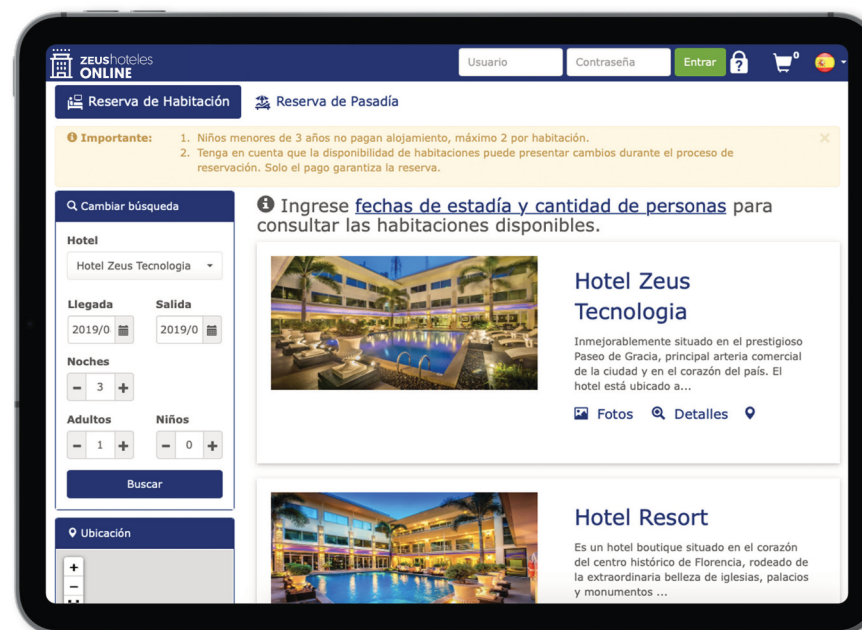 ZEUShoteles
ONLINE
Usuario
Contraseña
Entrar
?
0
Reserva de Habitación
Reserva de Pasadía
Importante:
1. Niños menores de 3 años no pagan alojamiento, máximo 2 por habitación.
2. Tenga en cuenta que la disponibilidad de habitaciones puede presentar cambios durante el proceso de
reservación. Solo el pago garantiza la reserva.
×
Cambiar búsqueda
Hotel
Hotel Zeus Tecnologia
Llegada Salida
2019/0 2019/0
Noches
- 3 +
Adultos Niños
- 1 + - 0 +
Buscar
Ubicación
+
-
Ingrese fechas de estadía y cantidad de personas para
consultar las habitaciones disponibles.
Hotel Zeus
Tecnologia
Inmejorablemente situado en el prestigioso
Paseo de Gracia, principal arteria comercial
de la ciudad y en el corazón del país. El
hotel está ubicado a...
Fotos Detalles
Hotel Resort
Es un hotel boutique situado en el corazón
del centro histórico de Florencia, rodeado de
la extraordinaria belleza de iglesias, palacios
y monumentos ...